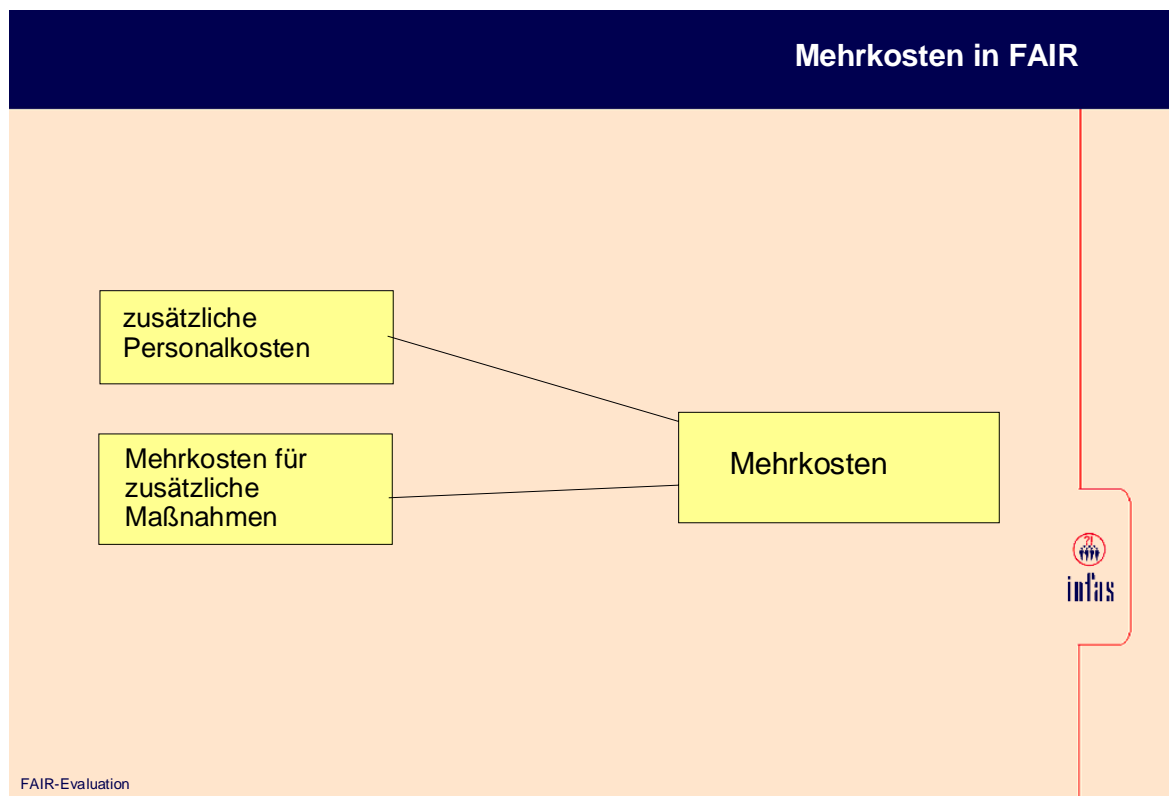 Mehrkosten in FAIR
zusätzliche
Personalkosten
Mehrkosten für
zusätzliche
Maßnahmen
Mehrkosten
?!
infas
FAIR-Evaluation